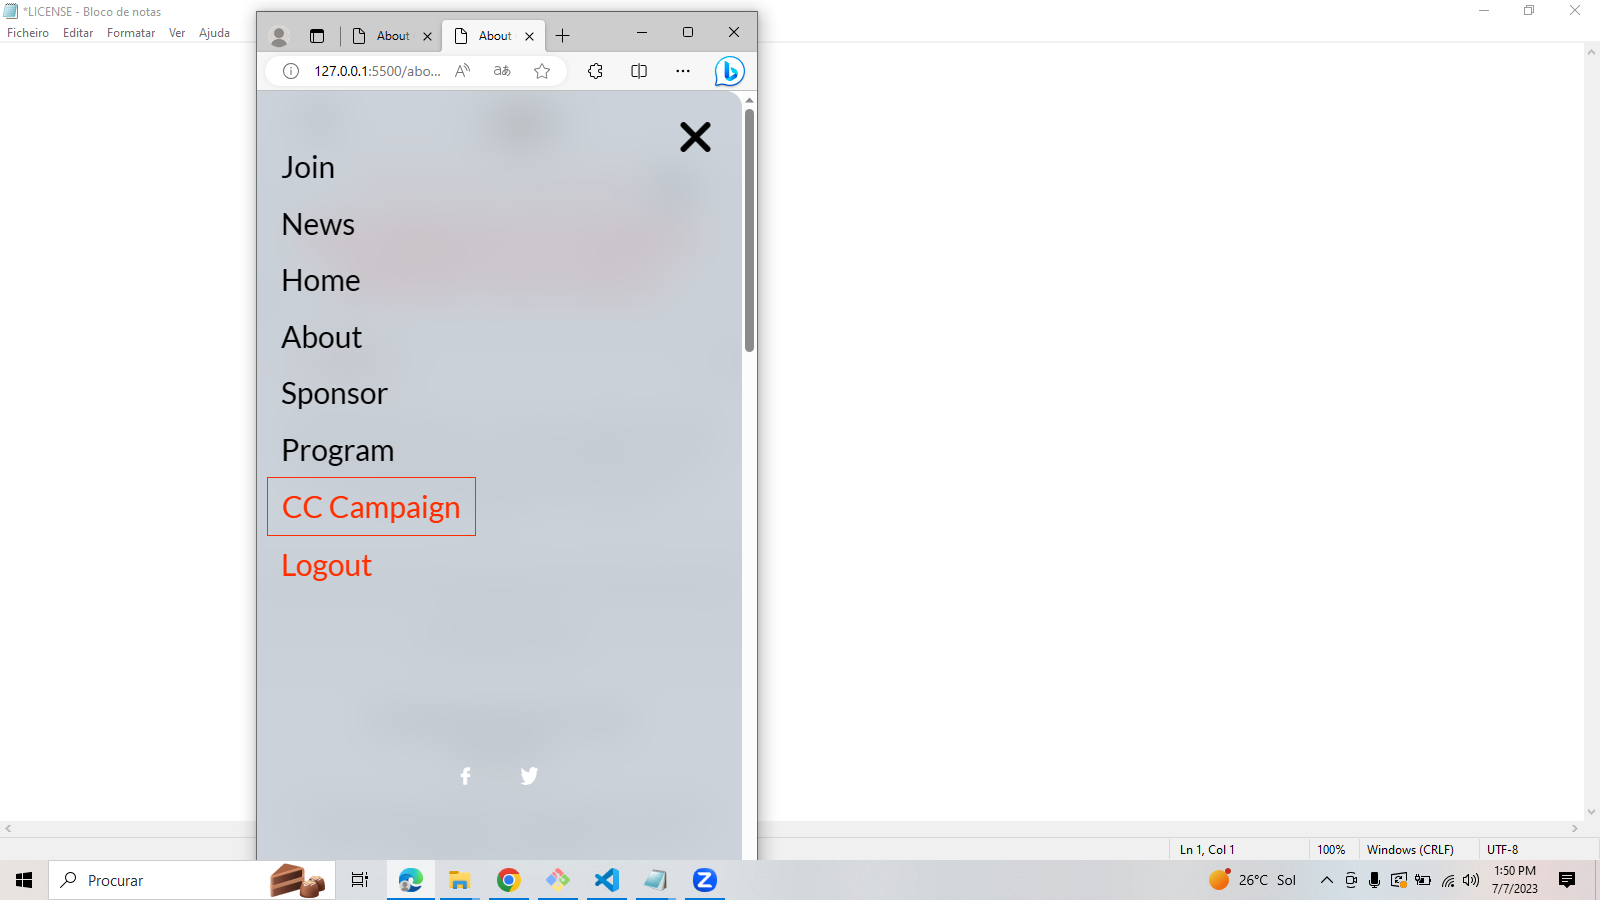 *LICENSE - Bloco de notas
Ficheiro Editar Formatar Ver Ajuda
About
About
127.0.0.1:5500/abo...
Join
News
Home
About
Sponsor
Program
CC Campaign
Logout
Ln 1, Col 1
100%
Windows (CRLF)
UTF-8
Procurar
26°C Sol
1:50 PM
7/7/2023